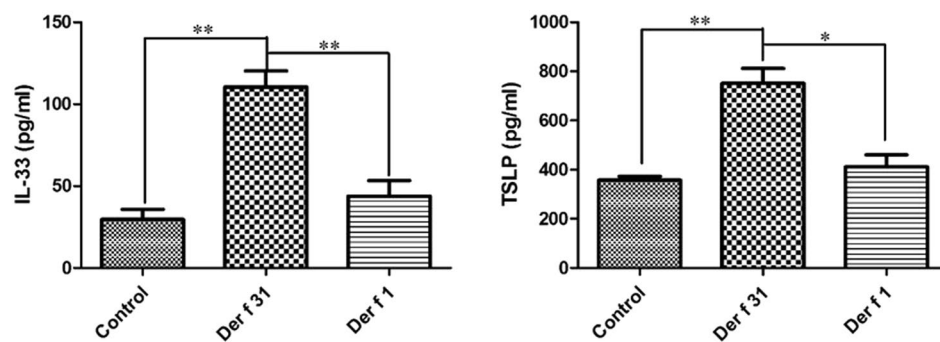 150
100
50
0
IL-33 (pg/ml)
**
**
Control
Der f 31
Der f 1
1000
800
600
400
200
0
TSLP (pg/ml)
**
*
Control
Der f 31
Der f 1